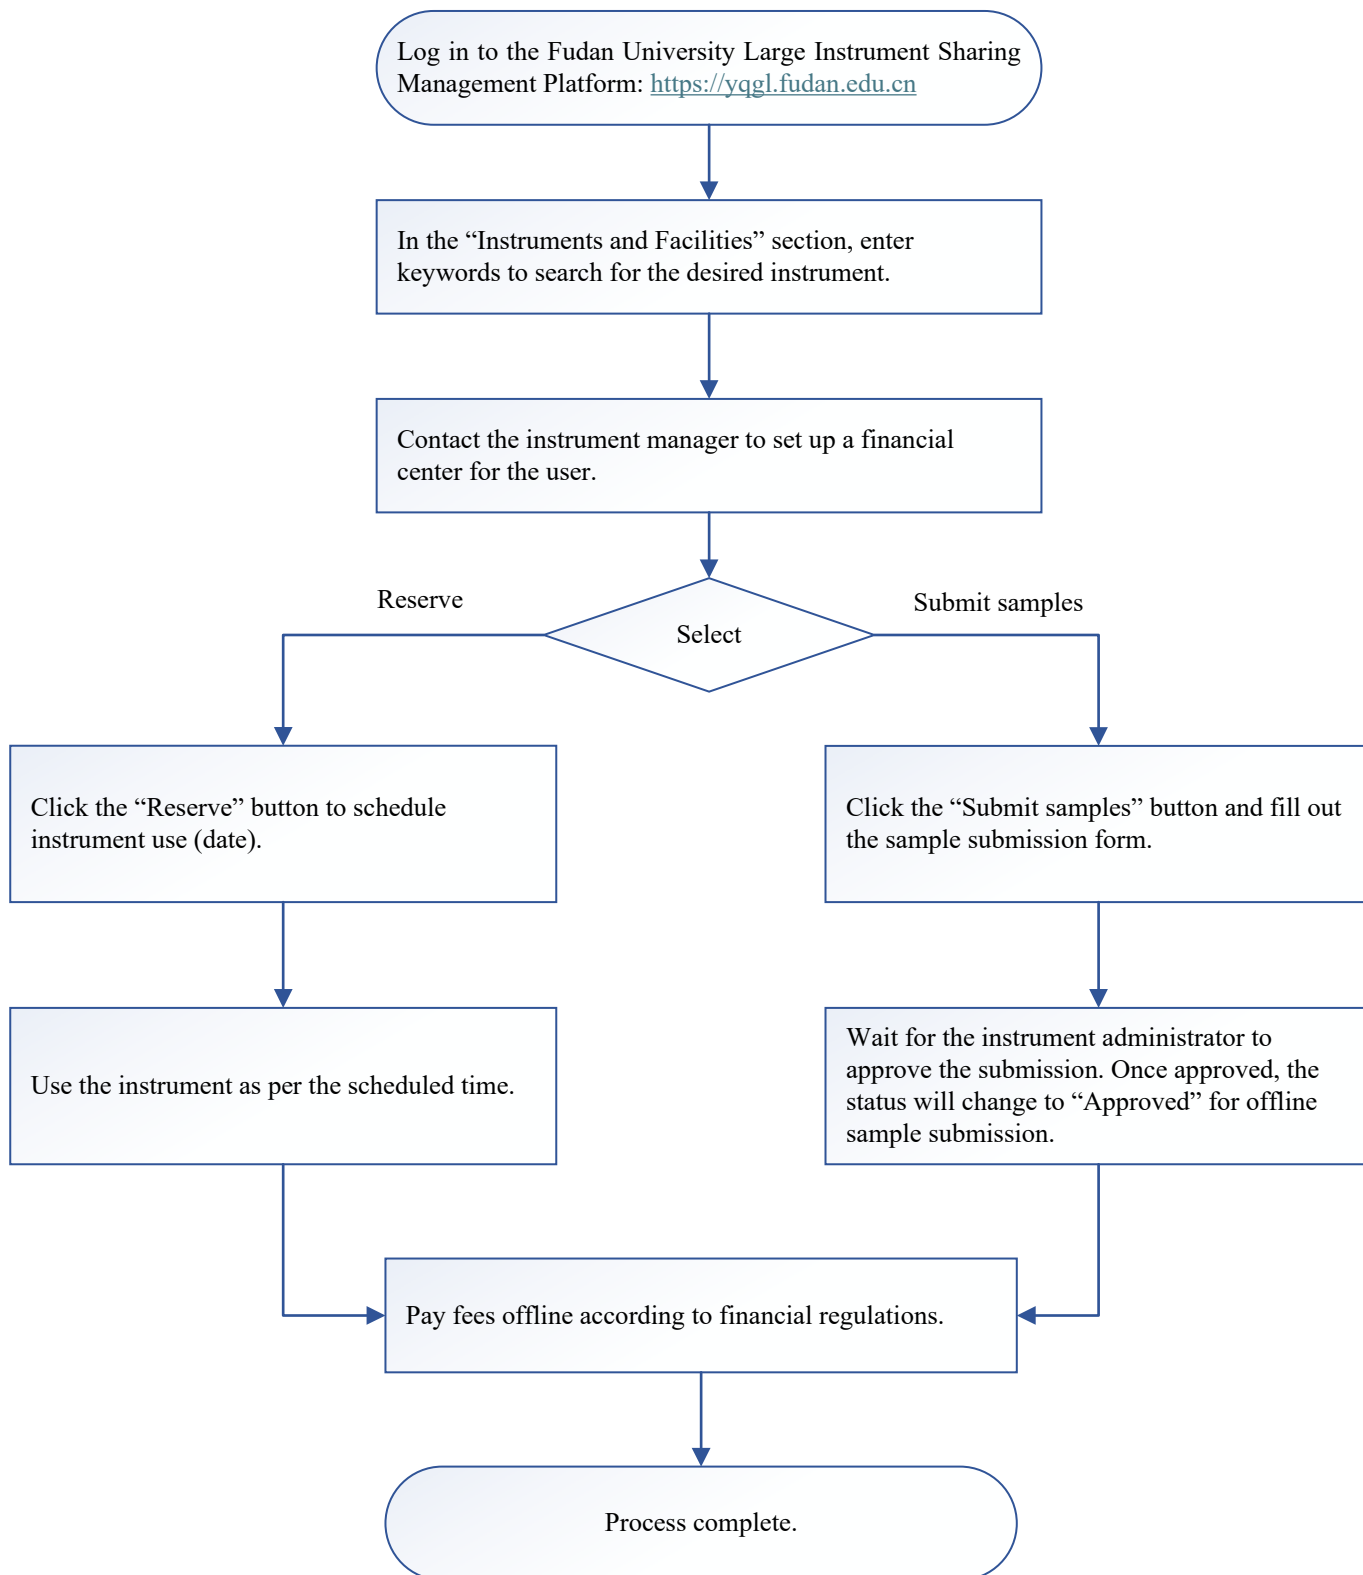 Log in to the Fudan University Large Instrument Sharing
Management Platform: https://yqgl.fudan.edu.cn
In the “Instruments and Facilities” section, enter
keywords to search for the desired instrument.
Contact the instrument manager to set up a financial
center for the user.
Reserve
Submit samples
Select
Click the “Reserve” button to schedule
instrument use (date).
Click the “Submit samples” button and fill out
the sample submission form.
Use the instrument as per the scheduled time.
Wait for the instrument administrator to
approve the submission. Once approved, the
status will change to “Approved” for offline
sample submission.
Pay fees offline according to financial regulations.
Process complete.